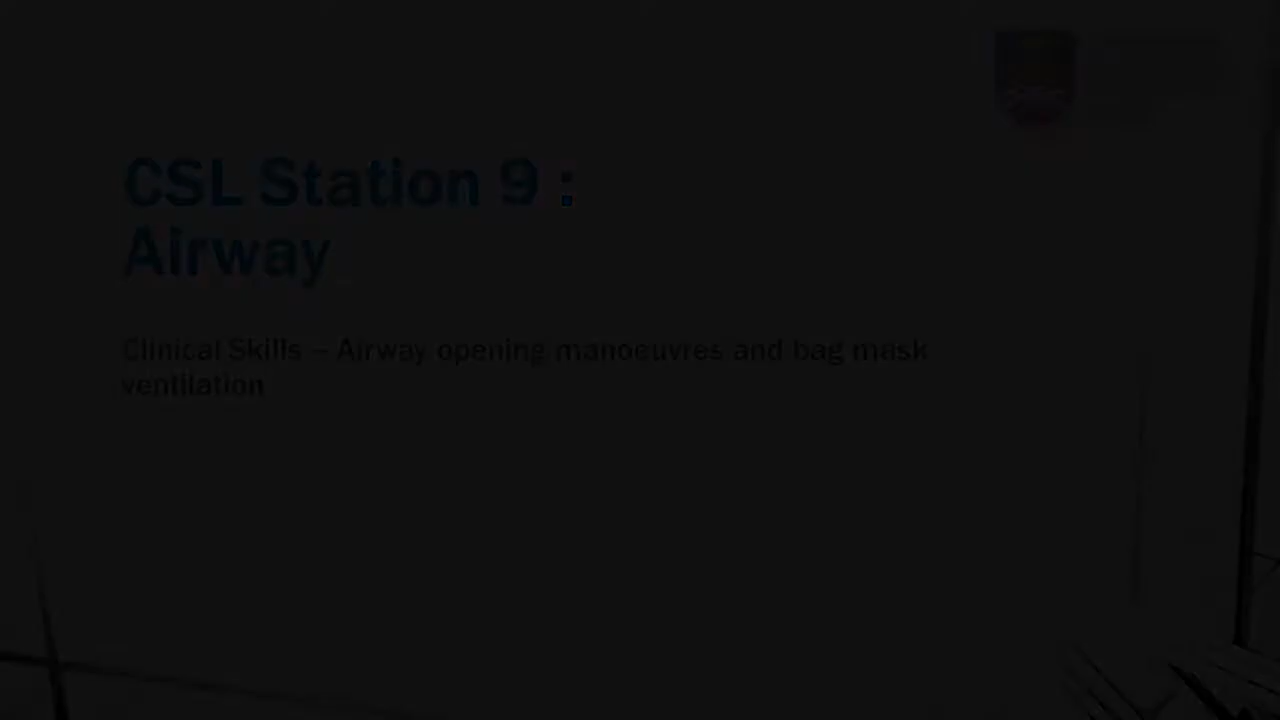 CSL Station 9 :
Airway
Clinical Skills – Airway opening manoeuvres and bag mask
ventilation